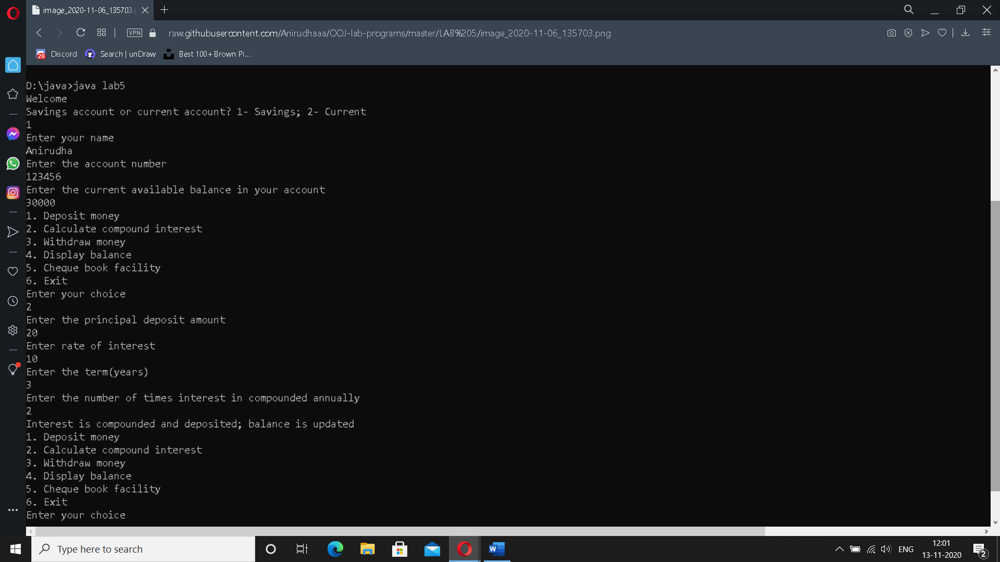 image_2020-11-06_135703.p
VPN
raw.githubusercontent.com/Anirudhaaa/OOJ-lab-programs/master/LAB%205/image_2020-11-06_135703.png
20
Discord
Search | unDraw
Best 100+ Brown Pi...
D:\java>java lab5
Welcome
Savings account or current account? 1- Savings; 2- Current
1
Enter your name
Anirudha
Enter the account number
123456
Enter the current available balance in your account
30000
1. Deposit money
2. Calculate compound interest
3. Withdraw money
4. Display balance
5. Cheque book facility
6. Exit
Enter your choice
2
Enter the principal deposit amount
20
Enter rate of interest
10
Enter the term(years)
3
Enter the number of times interest in compounded annually
2
Interest is compounded and deposited; balance is updated
1. Deposit money
2. Calculate compound interest
3. Withdraw money
4. Display balance
5. Cheque book facility
6. Exit
Enter your choice
Type here to search
W
ENG
12:01
13-11-2020
2